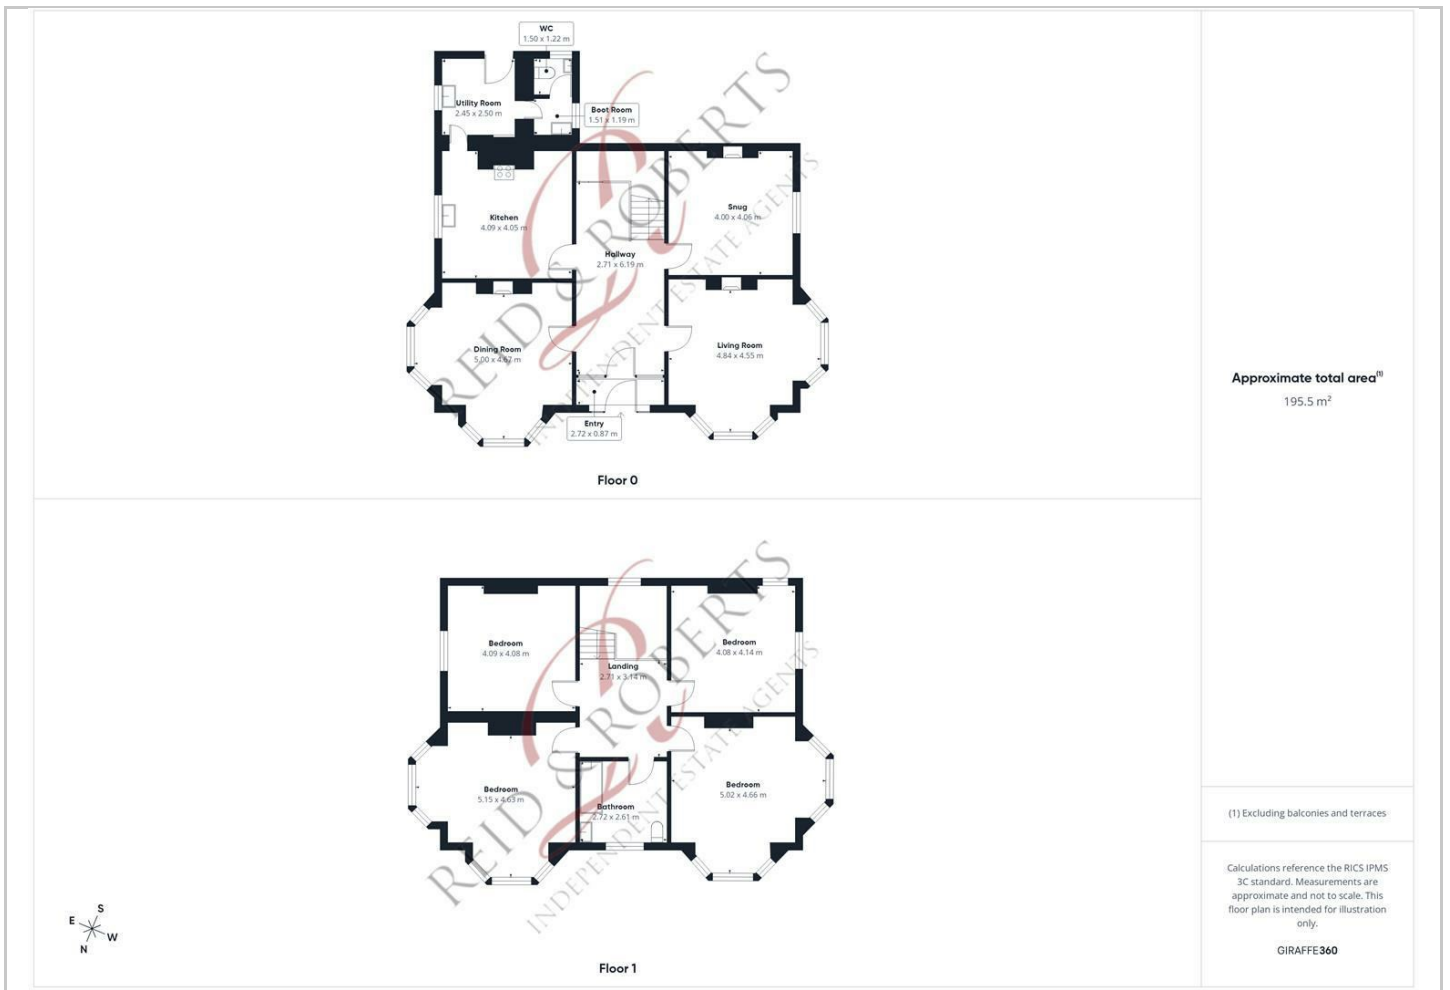 WC
1.50 x 1.22 m
Utility Room
2.45 x 2.50 m
Boot Room
1.51 x 1.19 m
Kitchen
4.09 x 4.05 m
Hallway
2.71 x 6.19 m
Snug
4.00 x 4.06 m
Dining Room
5.00 x 4.67 m
Living Room
4.84 x 4.55 m
Entry
2.72 x 0.87 m
REID & ROBERTS
INDEPENDENT ESTATE AGENTS
Floor 0
Bedroom
4.09 x 4.08 m
Landing
2.71 x 3.14 m
Bedroom
4.08 x 4.14 m
Bedroom
5.15 x 4.63 m
Bathroom
2.72 x 2.61 m
Bedroom
5.02 x 4.66 m
REID & ROBERTS
INDEPENDENT ESTATE AGENTS
S
E
W
N
Floor 1
Approximate total area(1)
195.5 m²
(1) Excluding balconies and terraces
Calculations reference the RICS IPMS
3C standard. Measurements are
approximate and not to scale. This
floor plan is intended for illustration
only.
GIRAFFE360